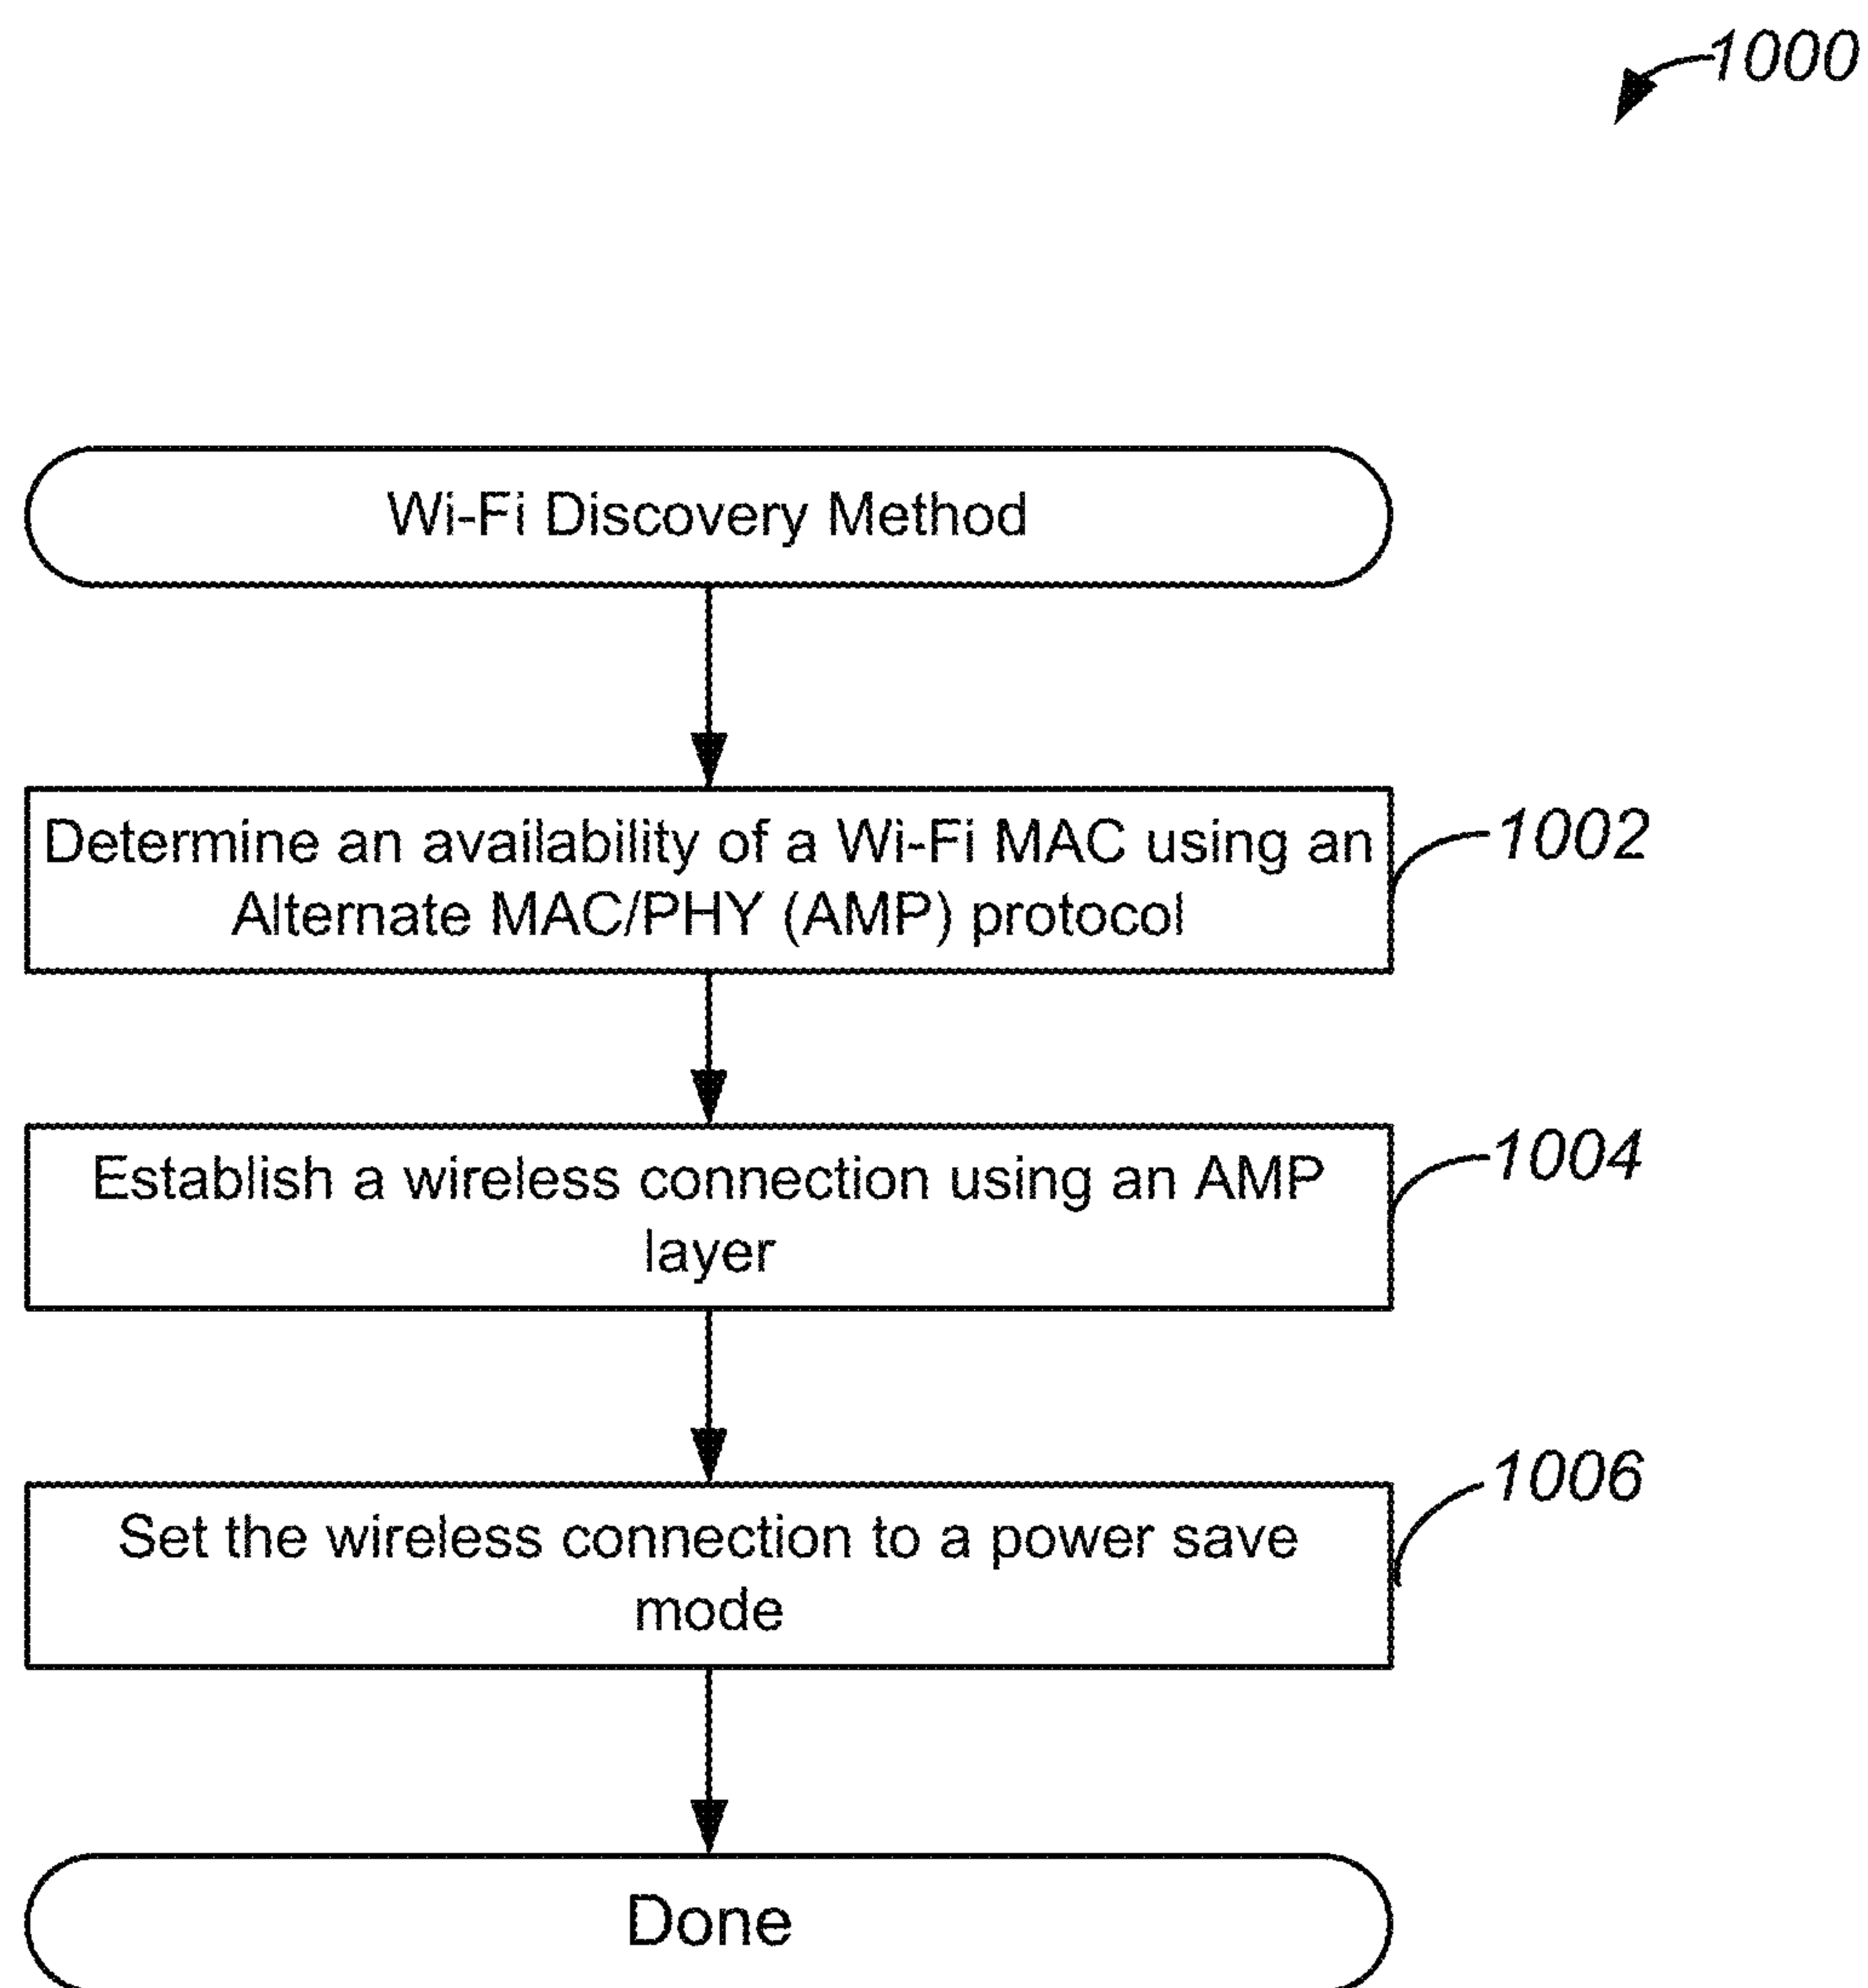 1000
Wi-Fi Discovery Method
Determine an availability of a Wi-Fi MAC using an
Alternate MAC/PHY (AMP) protocol
1002
Establish a wireless connection using an AMP
layer
1004
Set the wireless connection to a power save
mode
1006
Done